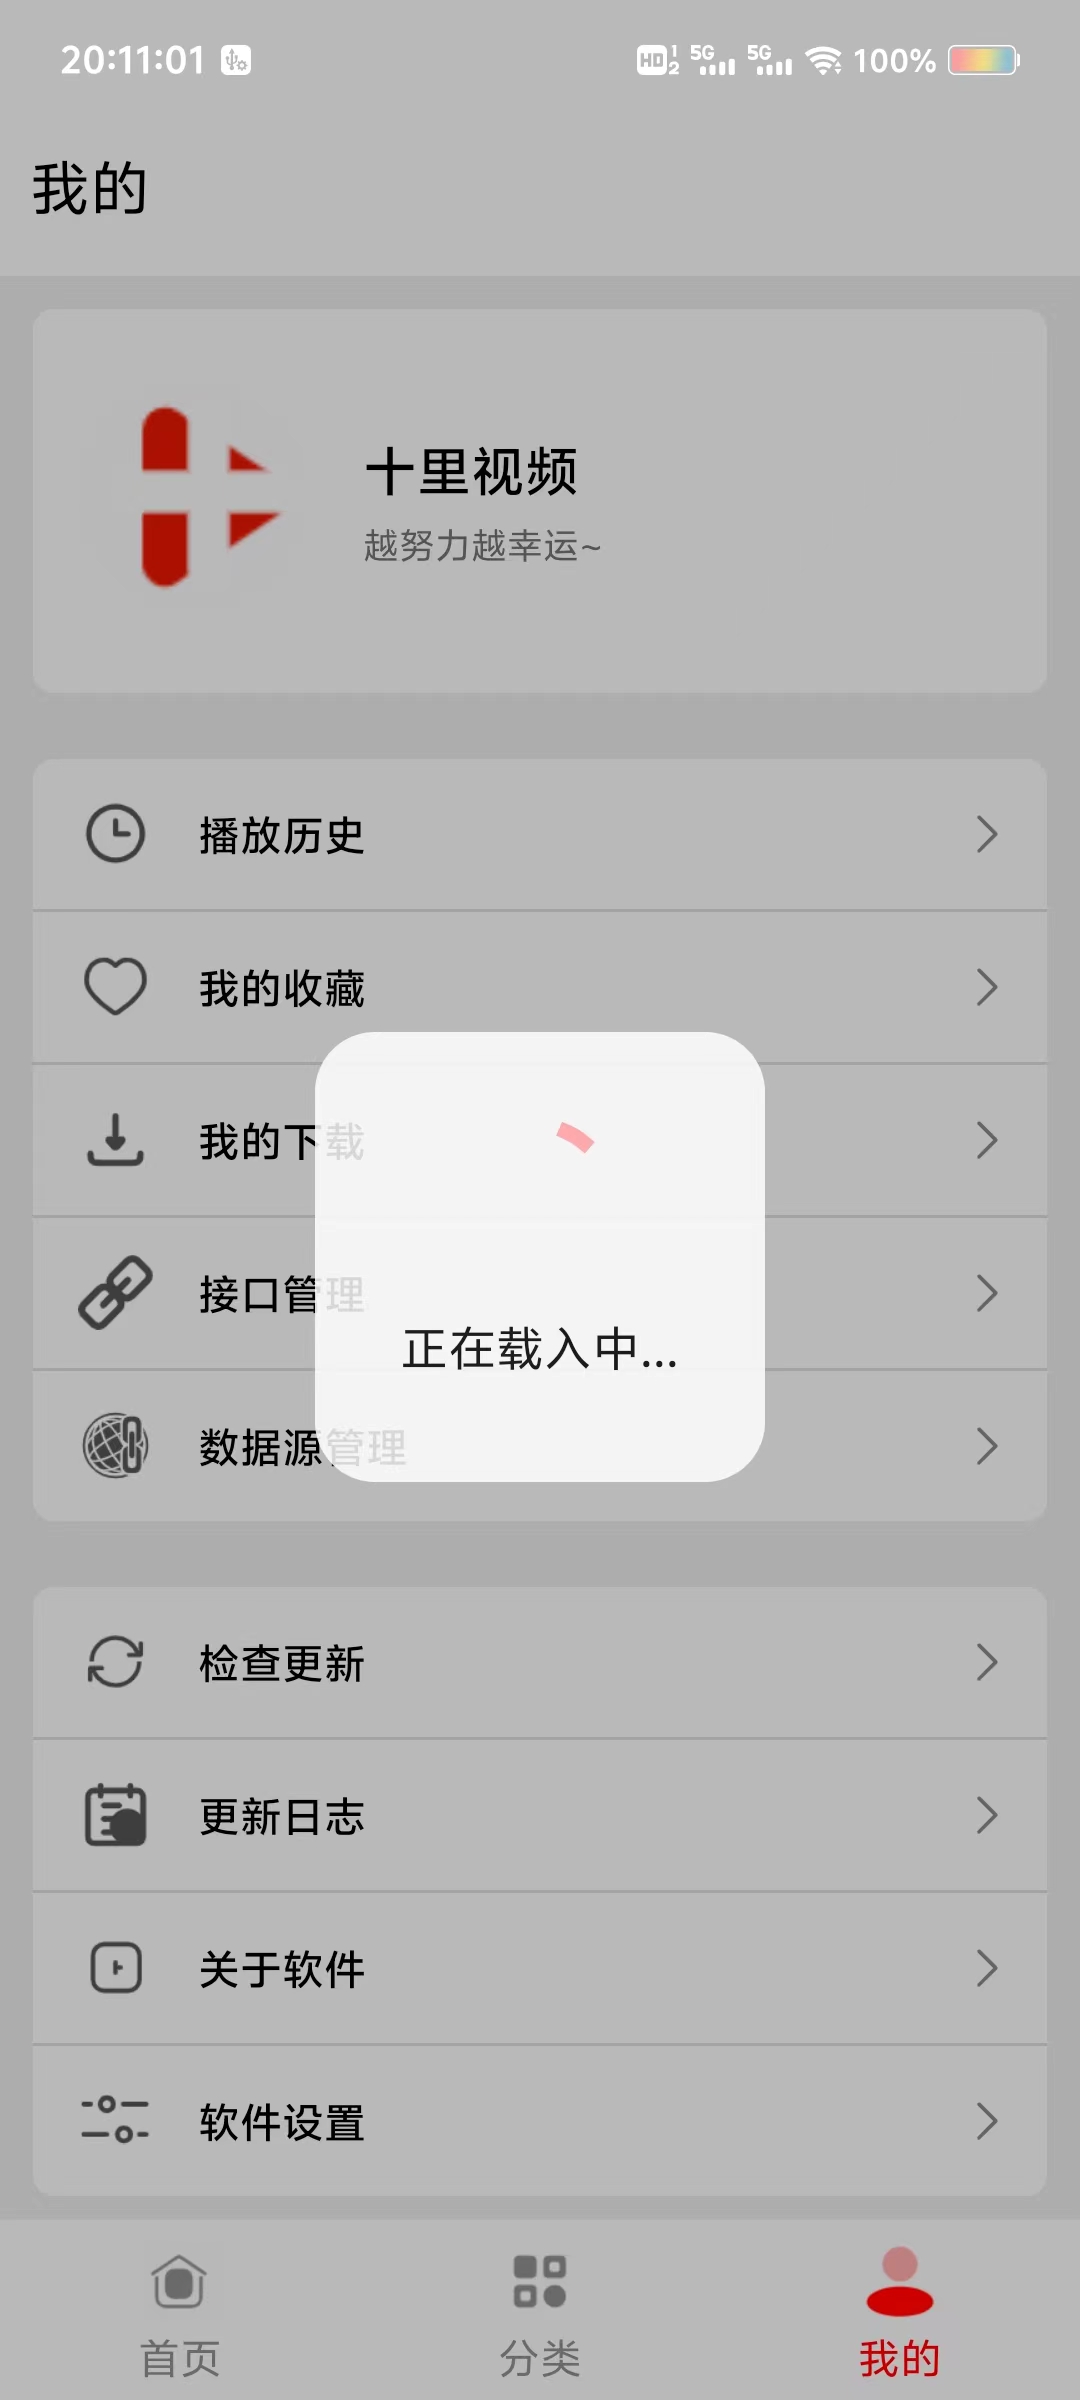 20:11:01 HD 1 2 5G 5G 100%
我的
十里视频
越努力越幸运~
播放历史
我的收藏
我的下载
接口管理
正在载入中...
数据源管理
检查更新
更新日志
关于软件
软件设置
首页 分类 我的